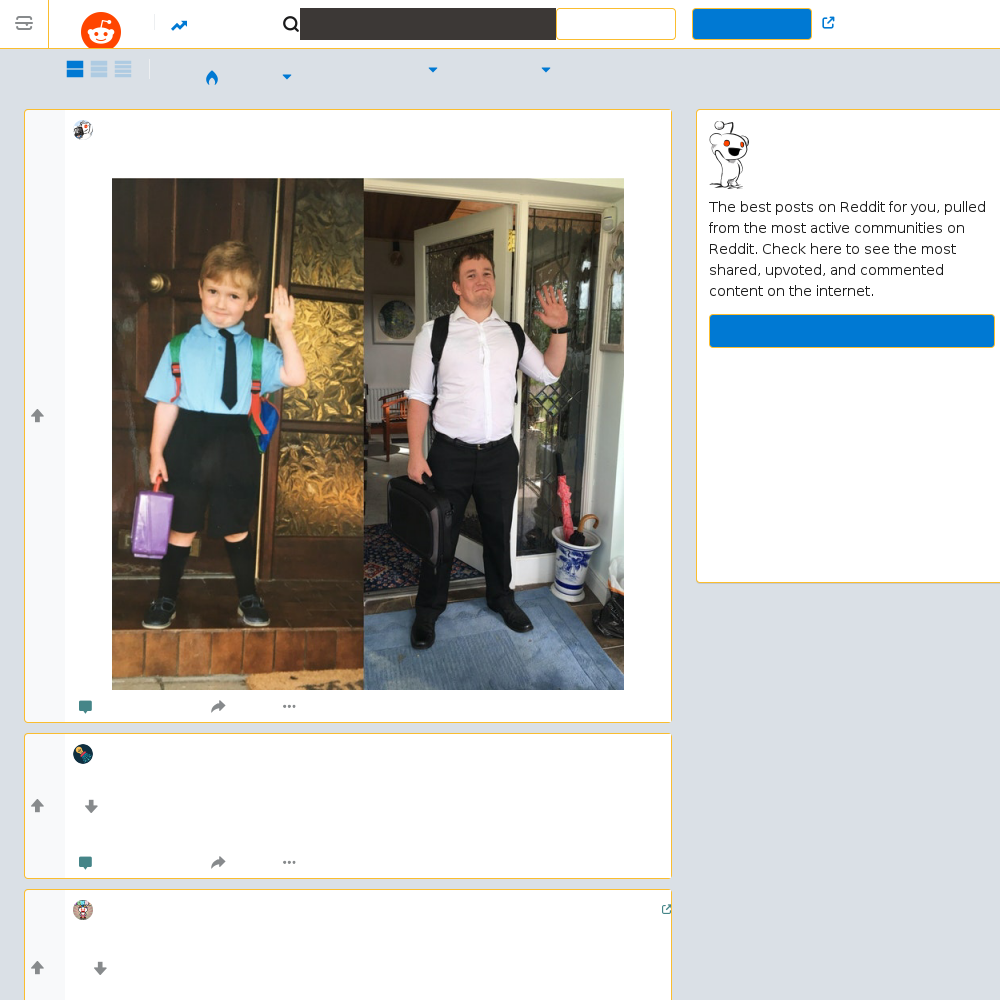 The best posts on Reddit for you, pulled
from the most active communities on
Reddit. Check here to see the most
shared, upvoted, and commented
content on the internet.